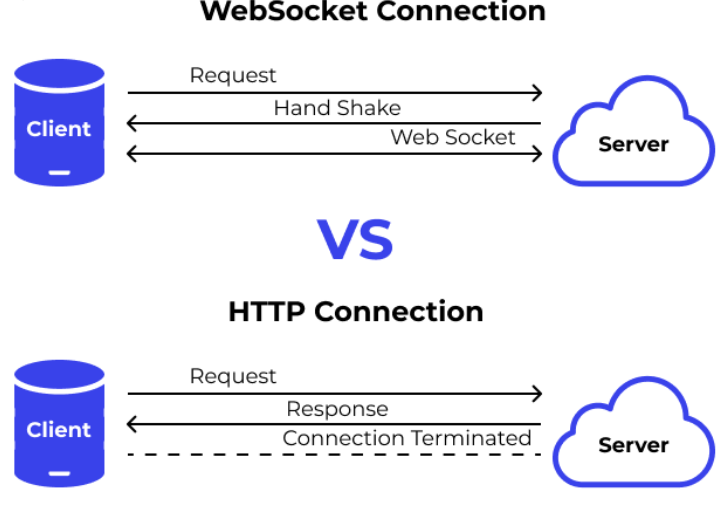 WebSocket Connection
Request
Hand Shake
Client
Web Socket
Server
VS
HTTP Connection
Request
Response
Client
Connection Terminated
Server